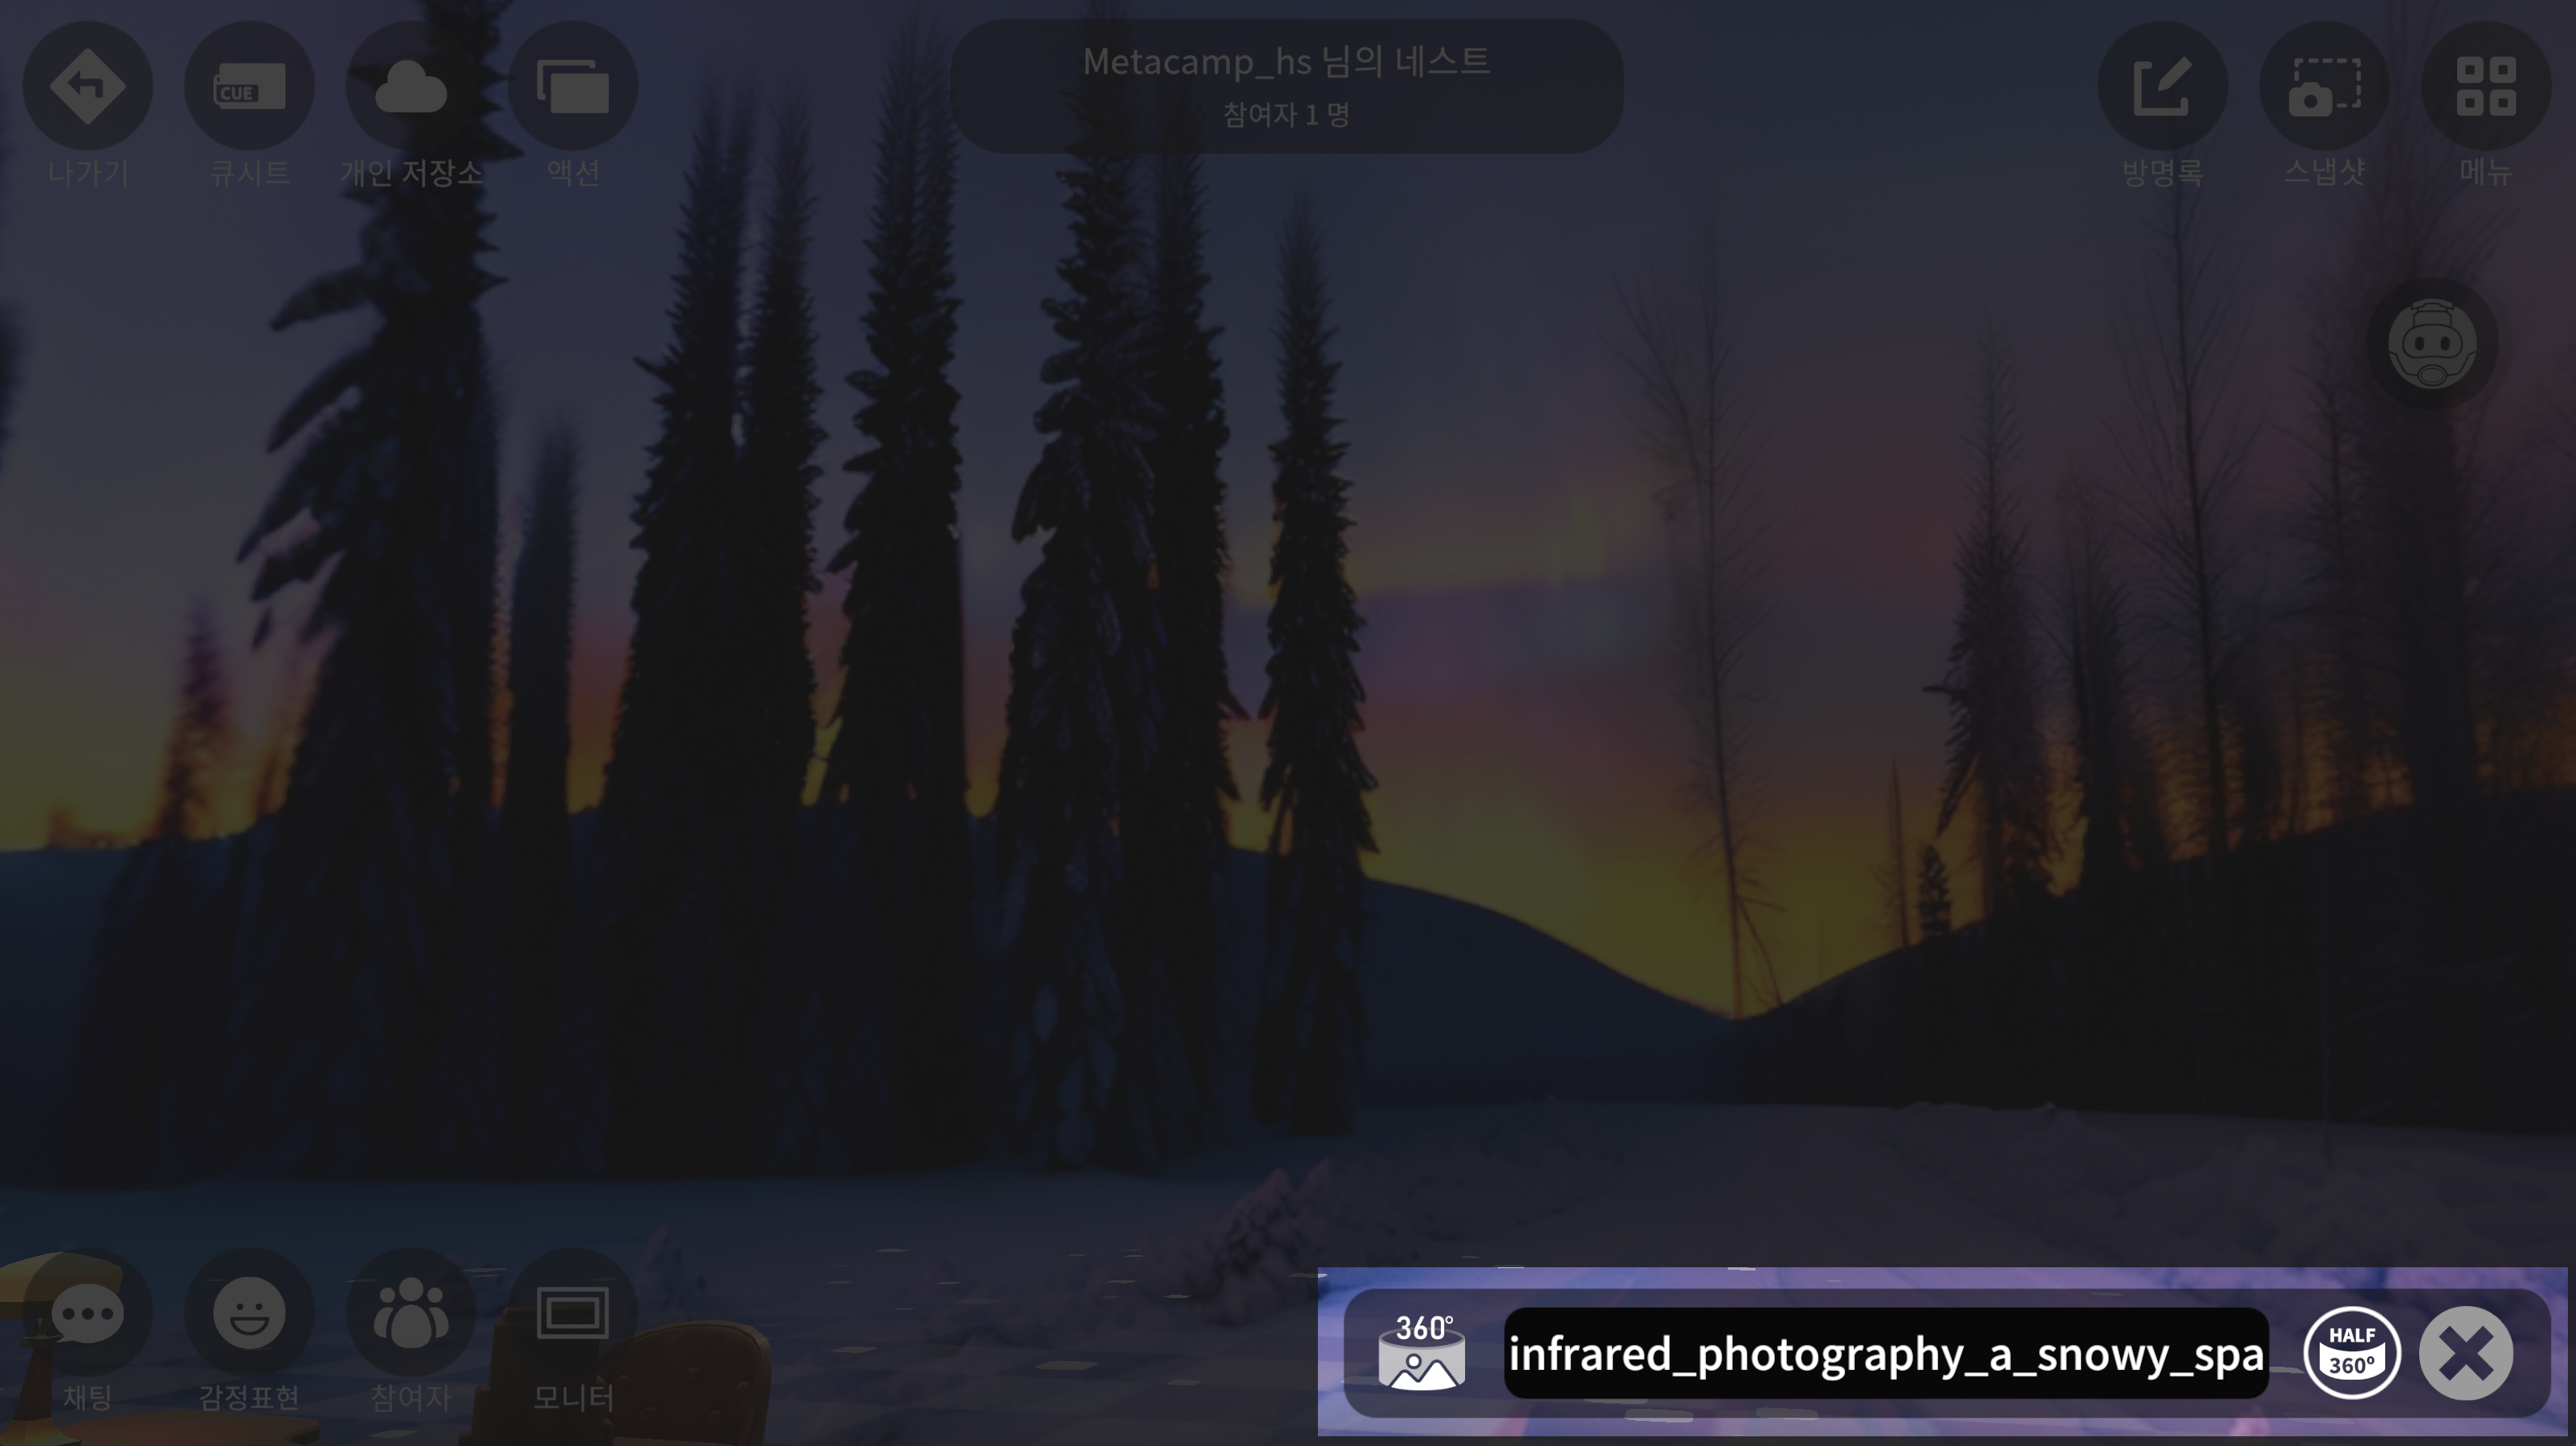 나가기
CUE
큐시트
개인 저장소
액션
Metacamp_hs 님의 네스트
참여자 1 명
방명록
스냅샷
메뉴
채팅
감정표현
참여자
모니터
360°
infrared_photography_a_snowy_spa
HALF
360°